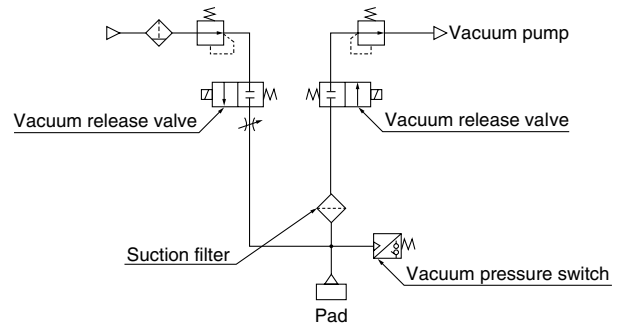 Vacuum pump
Vacuum release valve
Vacuum release valve
Suction filter
Vacuum pressure switch
Pad